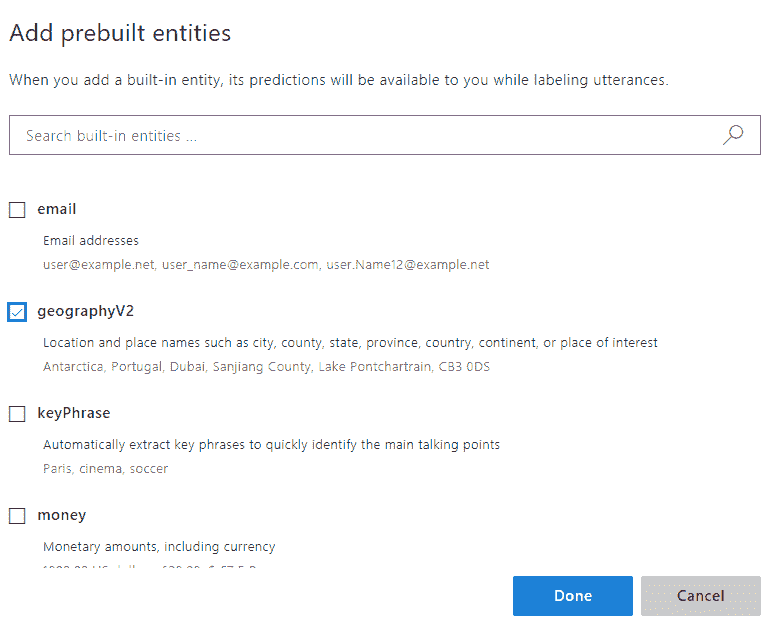 Add prebuilt entities
When you add a built-in entity, its predictions will be available to you while labeling utterances.
Search built-in entities ...
email
Email addresses
user@example.net, user_name@example.com, user.Name12@example.net
geographyV2
Location and place names such as city, county, state, province, country, continent, or place of interest
Antarctica, Portugal, Dubai, Sanjiang County, Lake Pontchartrain, CB3 0DS
keyPhrase
Automatically extract key phrases to quickly identify the main talking points
Paris, cinema, soccer
money
Monetary amounts, including currency
Done
Cancel